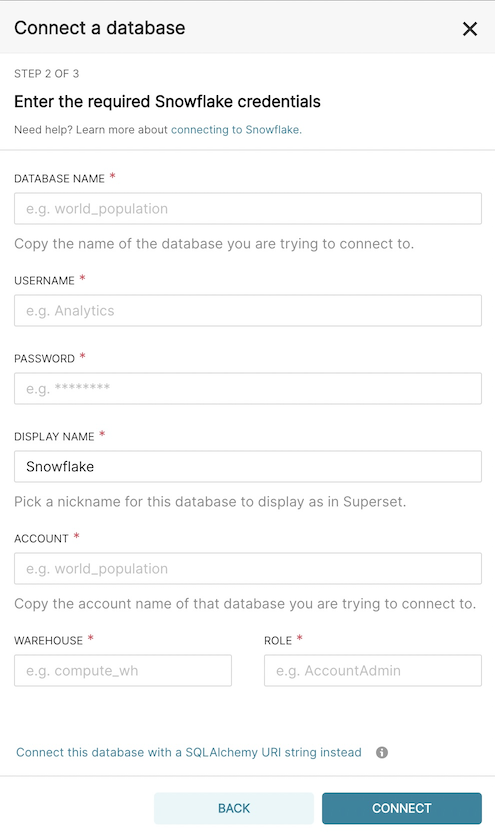 Connect a database
STEP 2 OF 3
Enter the required Snowflake credentials
Need help? Learn more about connecting to Snowflake.
DATABASE NAME *
e.g. world_population
Copy the name of the database you are trying to connect to.
USERNAME *
e.g. Analytics
PASSWORD *
e.g. ********
DISPLAY NAME *
Snowflake
Pick a nickname for this database to display as in Superset.
ACCOUNT *
e.g. world_population
Copy the account name of that database you are trying to connect to.
WAREHOUSE * ROLE *
e.g. compute_wh e.g. AccountAdmin
Connect this database with a SQLAlchemy URI string instead
BACK CONNECT